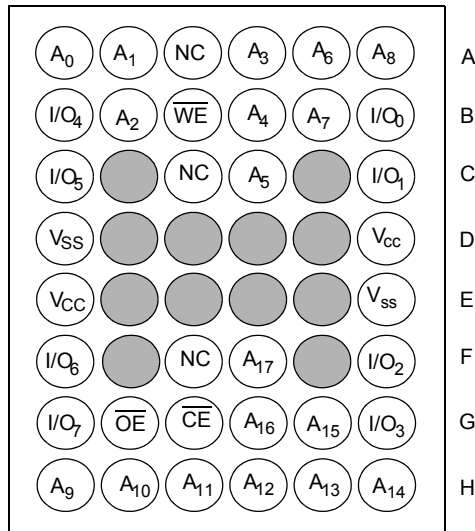 A0 A1 NC A3 A6 A8 A
I/O4 A2 WE A4 A7 I/O0 B
I/O5 NC A5 I/O1 C
VSS Vcc D
VCC Vss E
I/O6 NC A17 I/O2 F
I/O7 OE CE A16 A15 I/O3 G
A9 A10 A11 A12 A13 A14 H